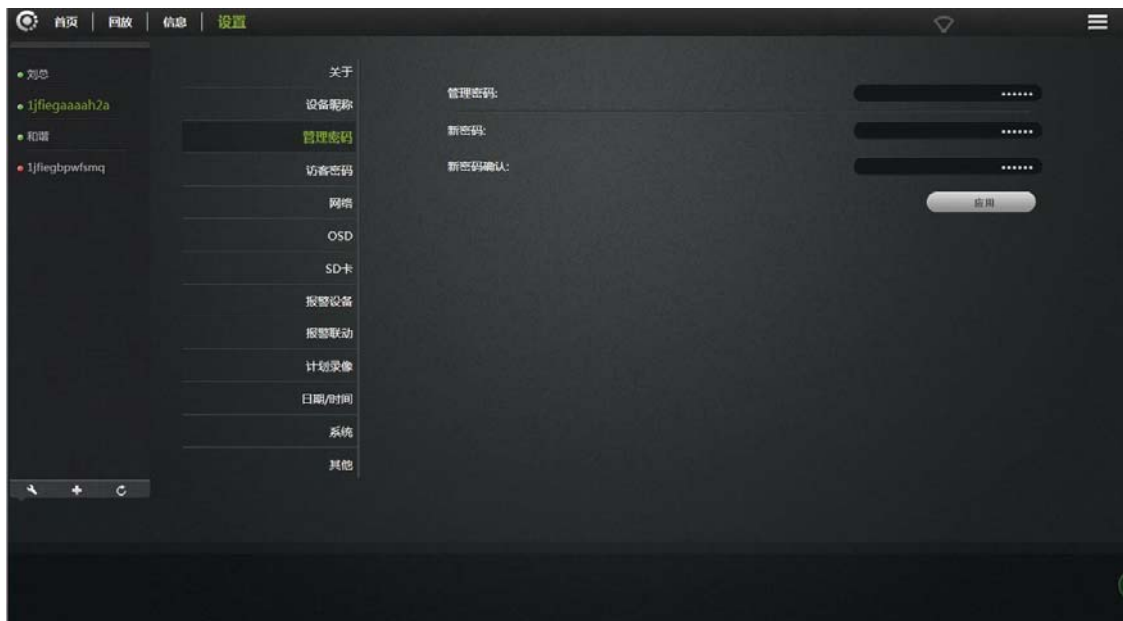 首页 回放 信息 设置
刘总
1jfiegaaaah2a
和谐
1jfiegbpwfsmq
关于
设备昵称
管理密码
访客密码
网络
OSD
SD卡
报警设备
报警联动
计划录像
日期/时间
系统
其他
管理密码: ••••••
新密码: ••••••
新密码确认: ••••••
应用